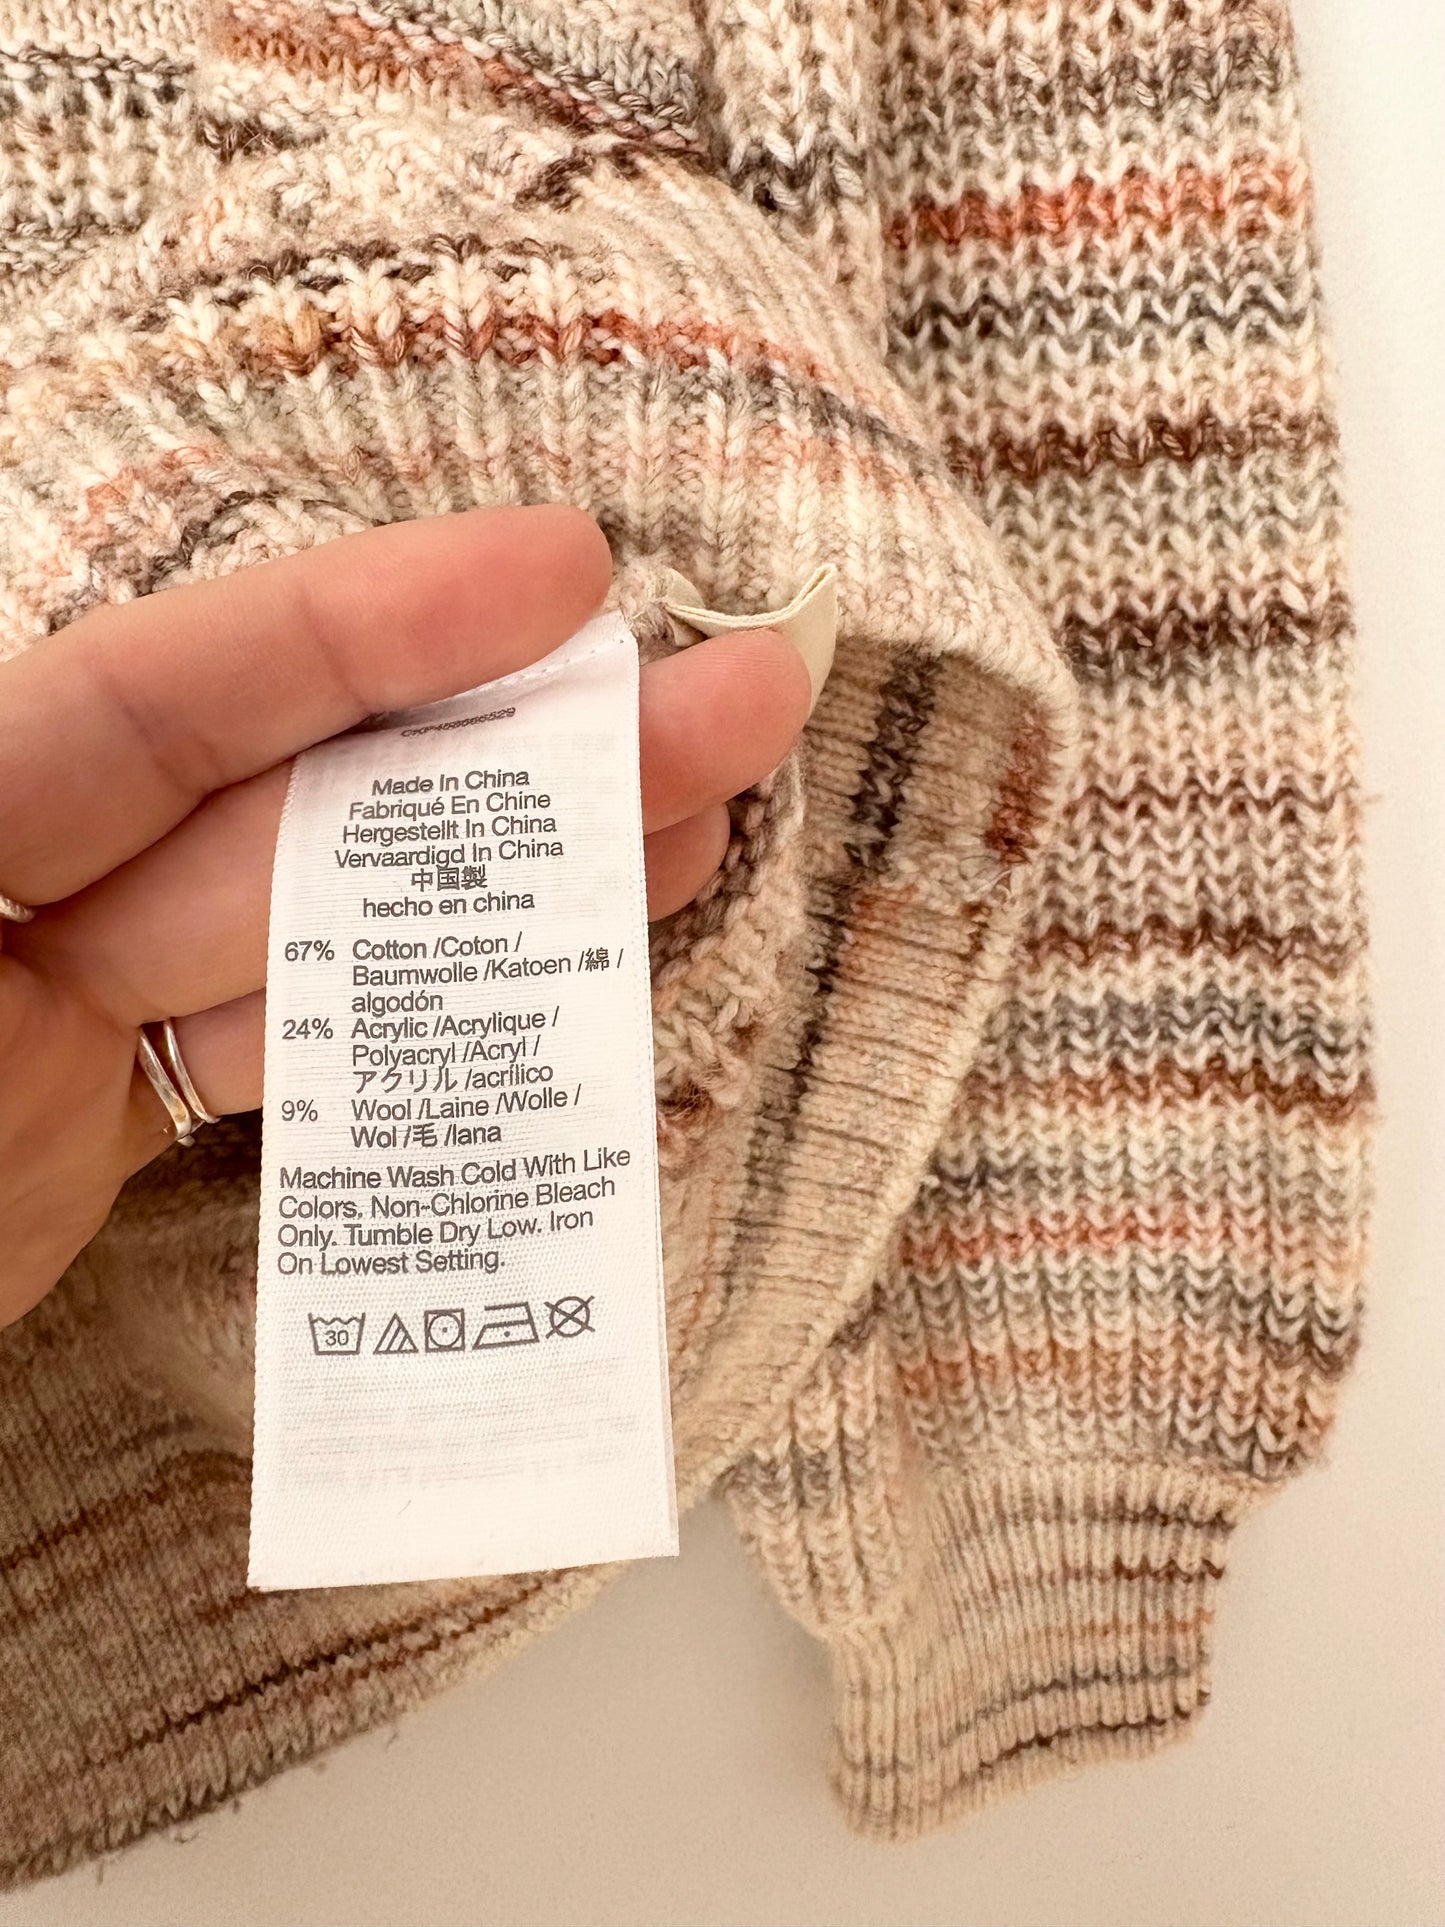 Made In China
Fabriqué En Chine
Hergestellt In China
Vervaardigd In China
中国製
hecho en china
67% Cotton /Coton /
Baumwolle /Katoen /綿 /
algodón
24% Acrylic /Acrylique /
Polyacryl /Acryl /
アクリル /acrílico
9% Wool /Laine /Wolle /
Wol /毛 /lana
Machine Wash Cold With Like
Colors. Non-Chlorine Bleach
Only. Tumble Dry Low. Iron
On Lowest Setting.
30